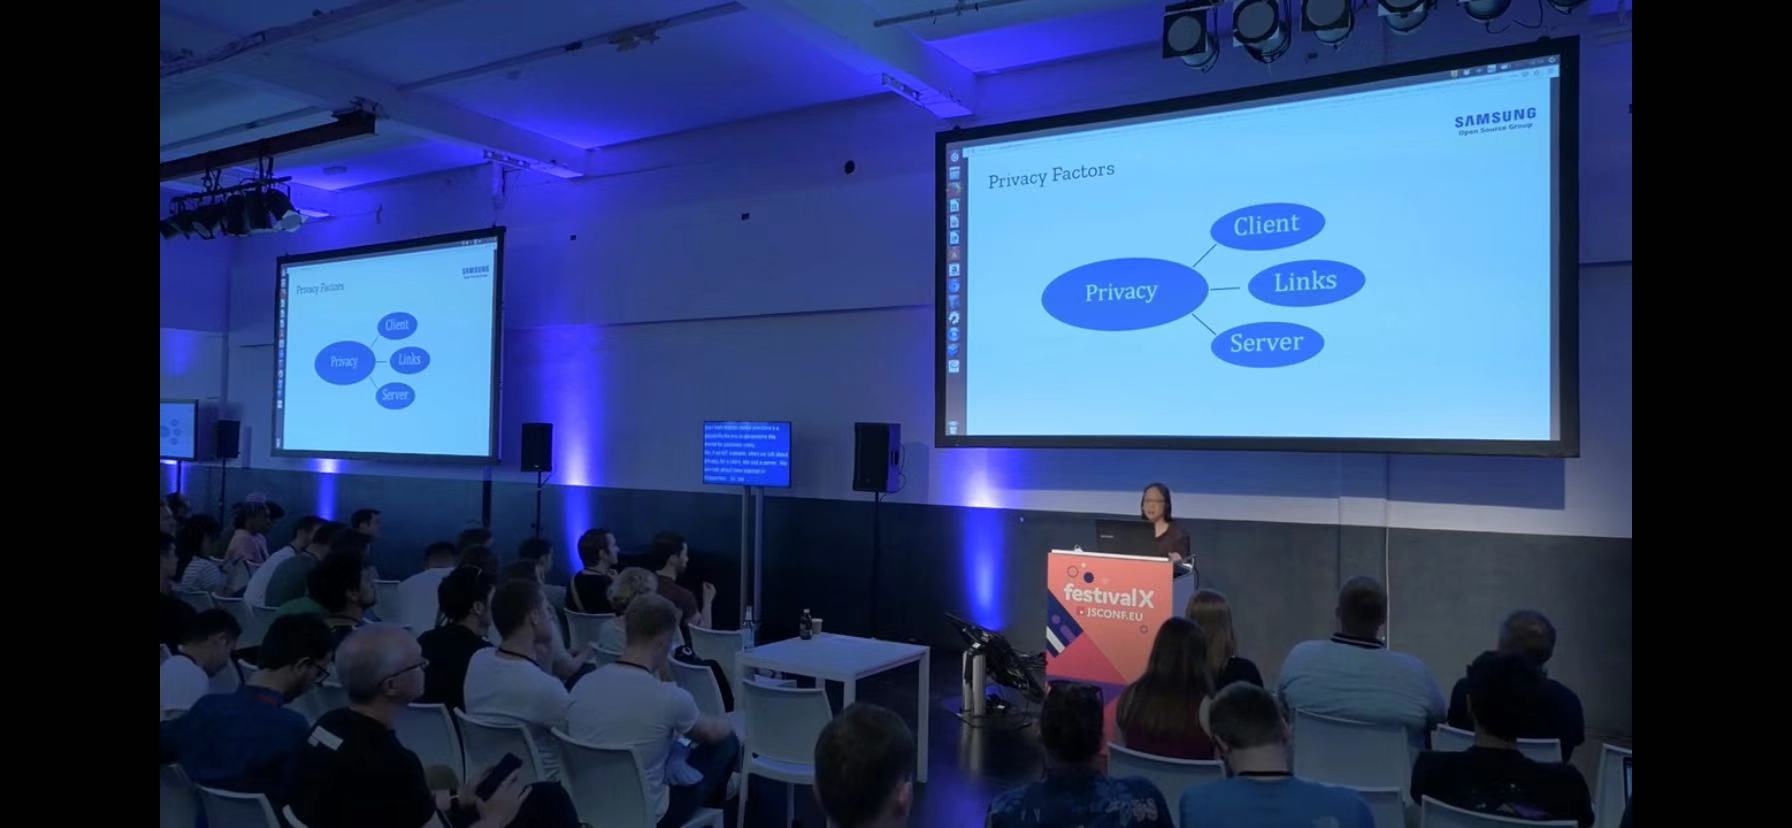 SAMSUNG
Open Source Group
Privacy Factors
Client
Privacy
Links
Server
SAMSUNG
Privacy Factors
Client
Privacy
Links
Server
festivalX
JSCONF.EU